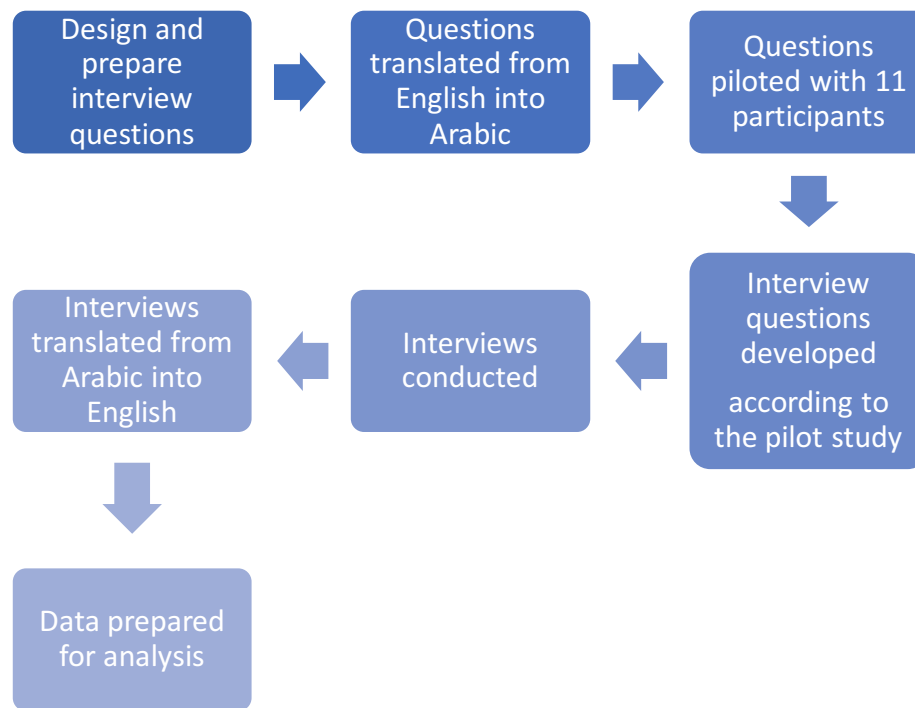 Design and
prepare
interview
questions
Questions
translated from
English into
Arabic
Questions
piloted with 11
participants
Interview
questions
developed
according to
the pilot study
Interviews
conducted
Interviews
translated from
Arabic into
English
Data prepared
for analysis